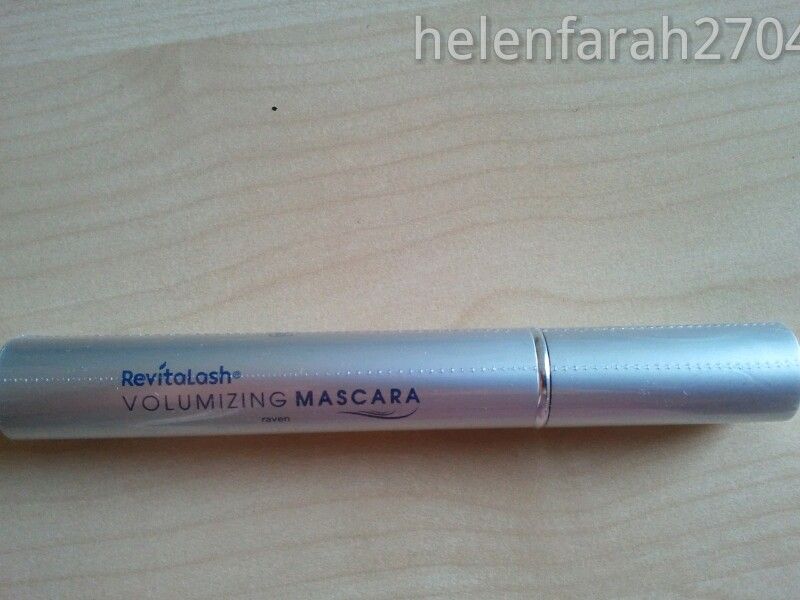 helenfarah2704
RevitaLash®
VOLUMIZING MASCARA
raven